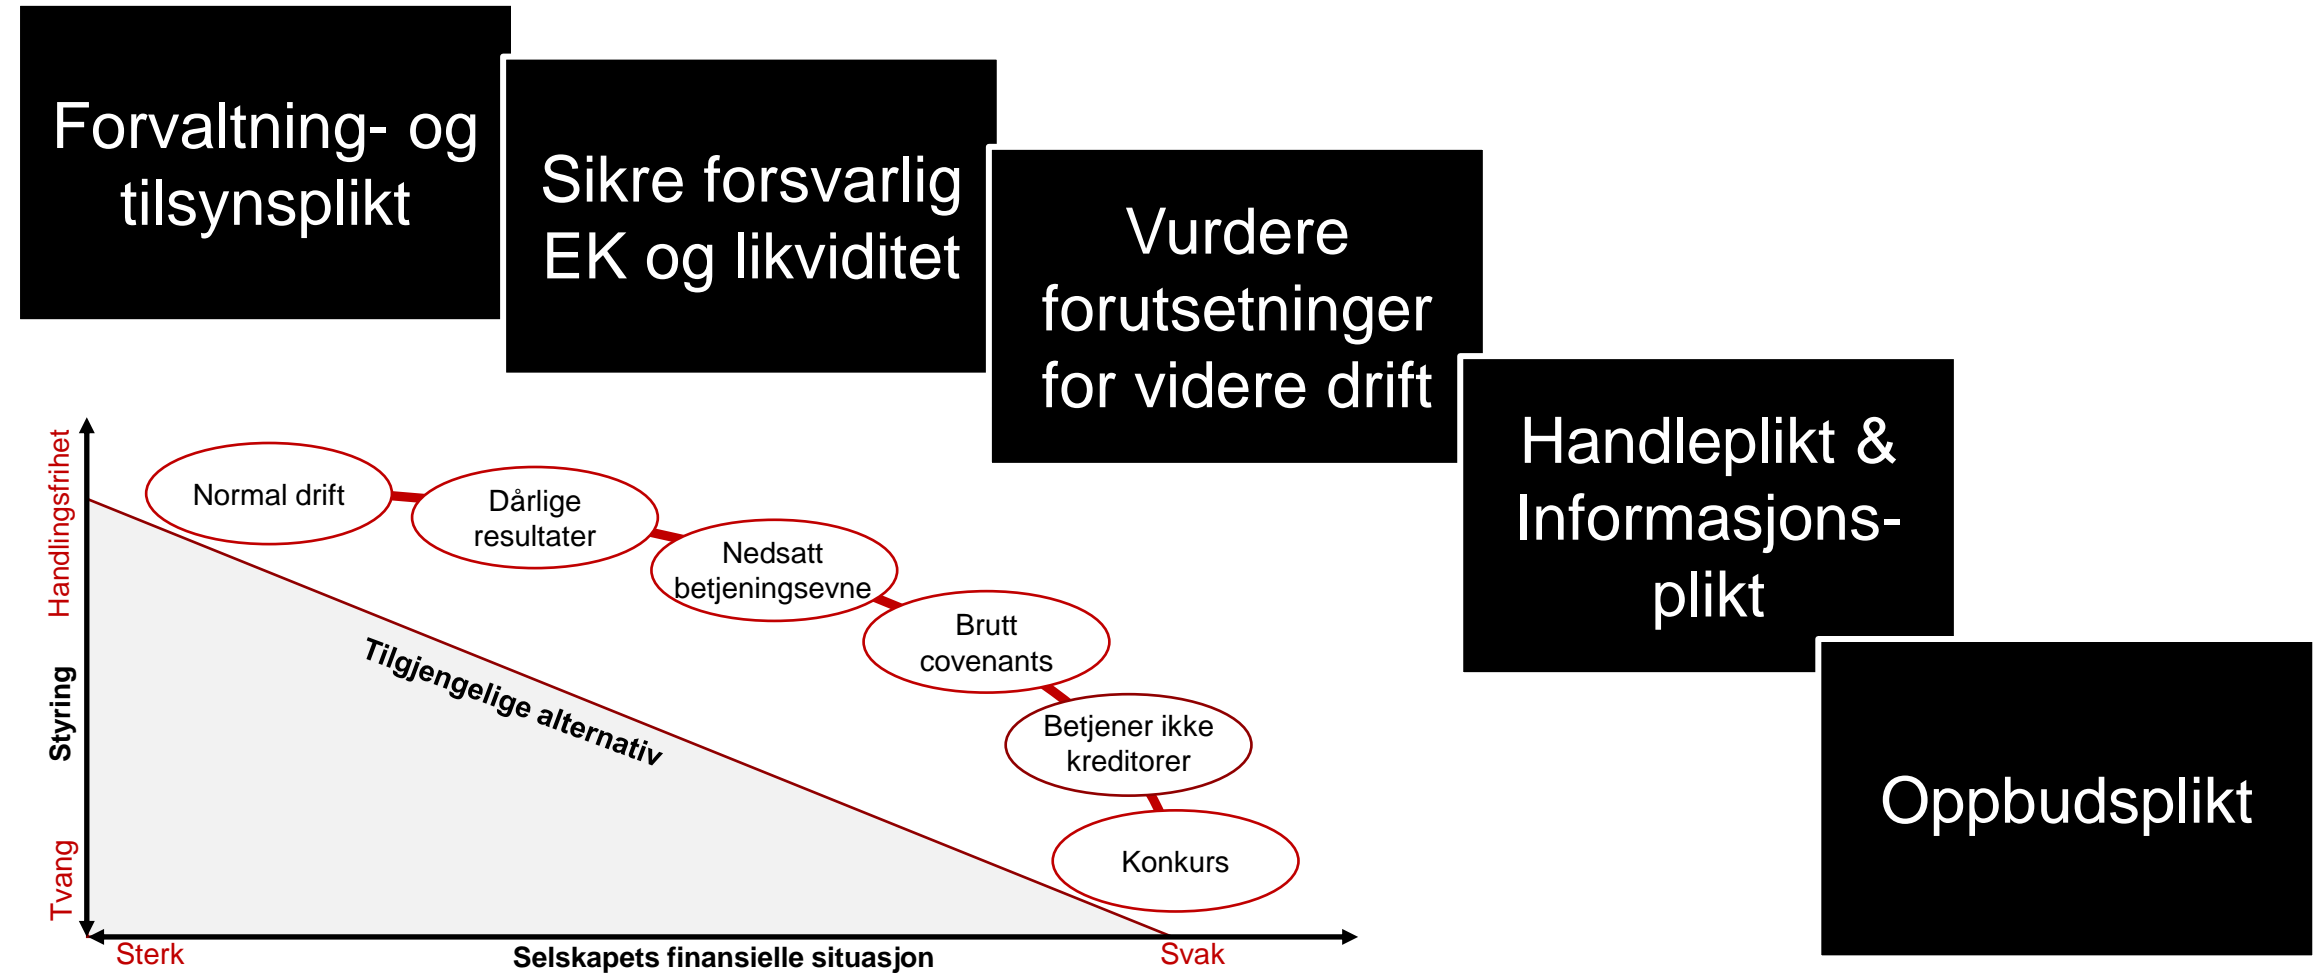 Forvaltning- og
tilsynsplikt
Sikre forsvarlig
EK og likviditet
Vurdere
forutsetninger
for videre drift
Handleplikt &
Informasjons-
plikt
Oppbudsplikt
Handlingsfrihet
Styring
Tvang
Normal drift
Dårlige
resultater
Nedsatt
betjeningsevne
Brutt
covenants
Betjener ikke
kreditorer
Konkurs
Tilgjengelige alternativ
Sterk
Selskapets finansielle situasjon
Svak